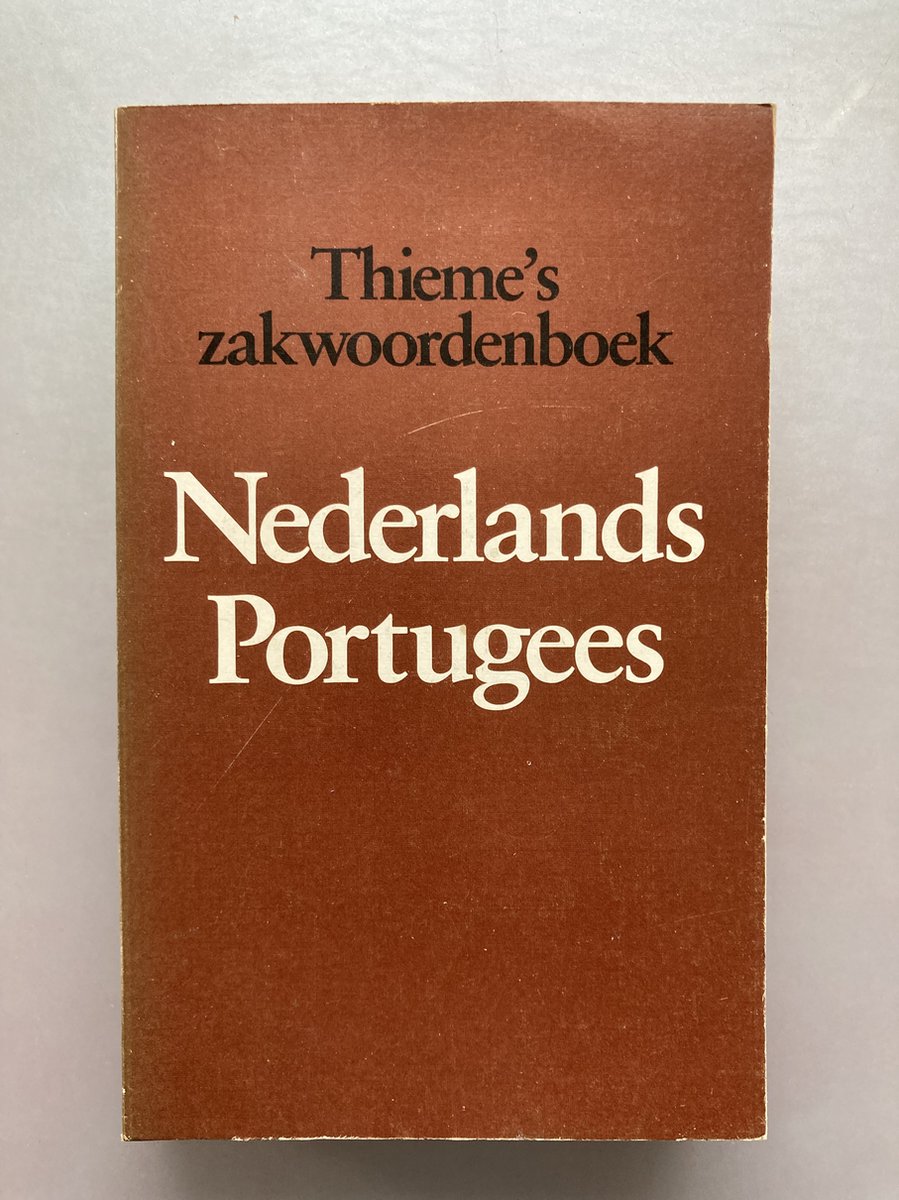 Thieme’s
zakwoordenboek
Nederlands
Portugees